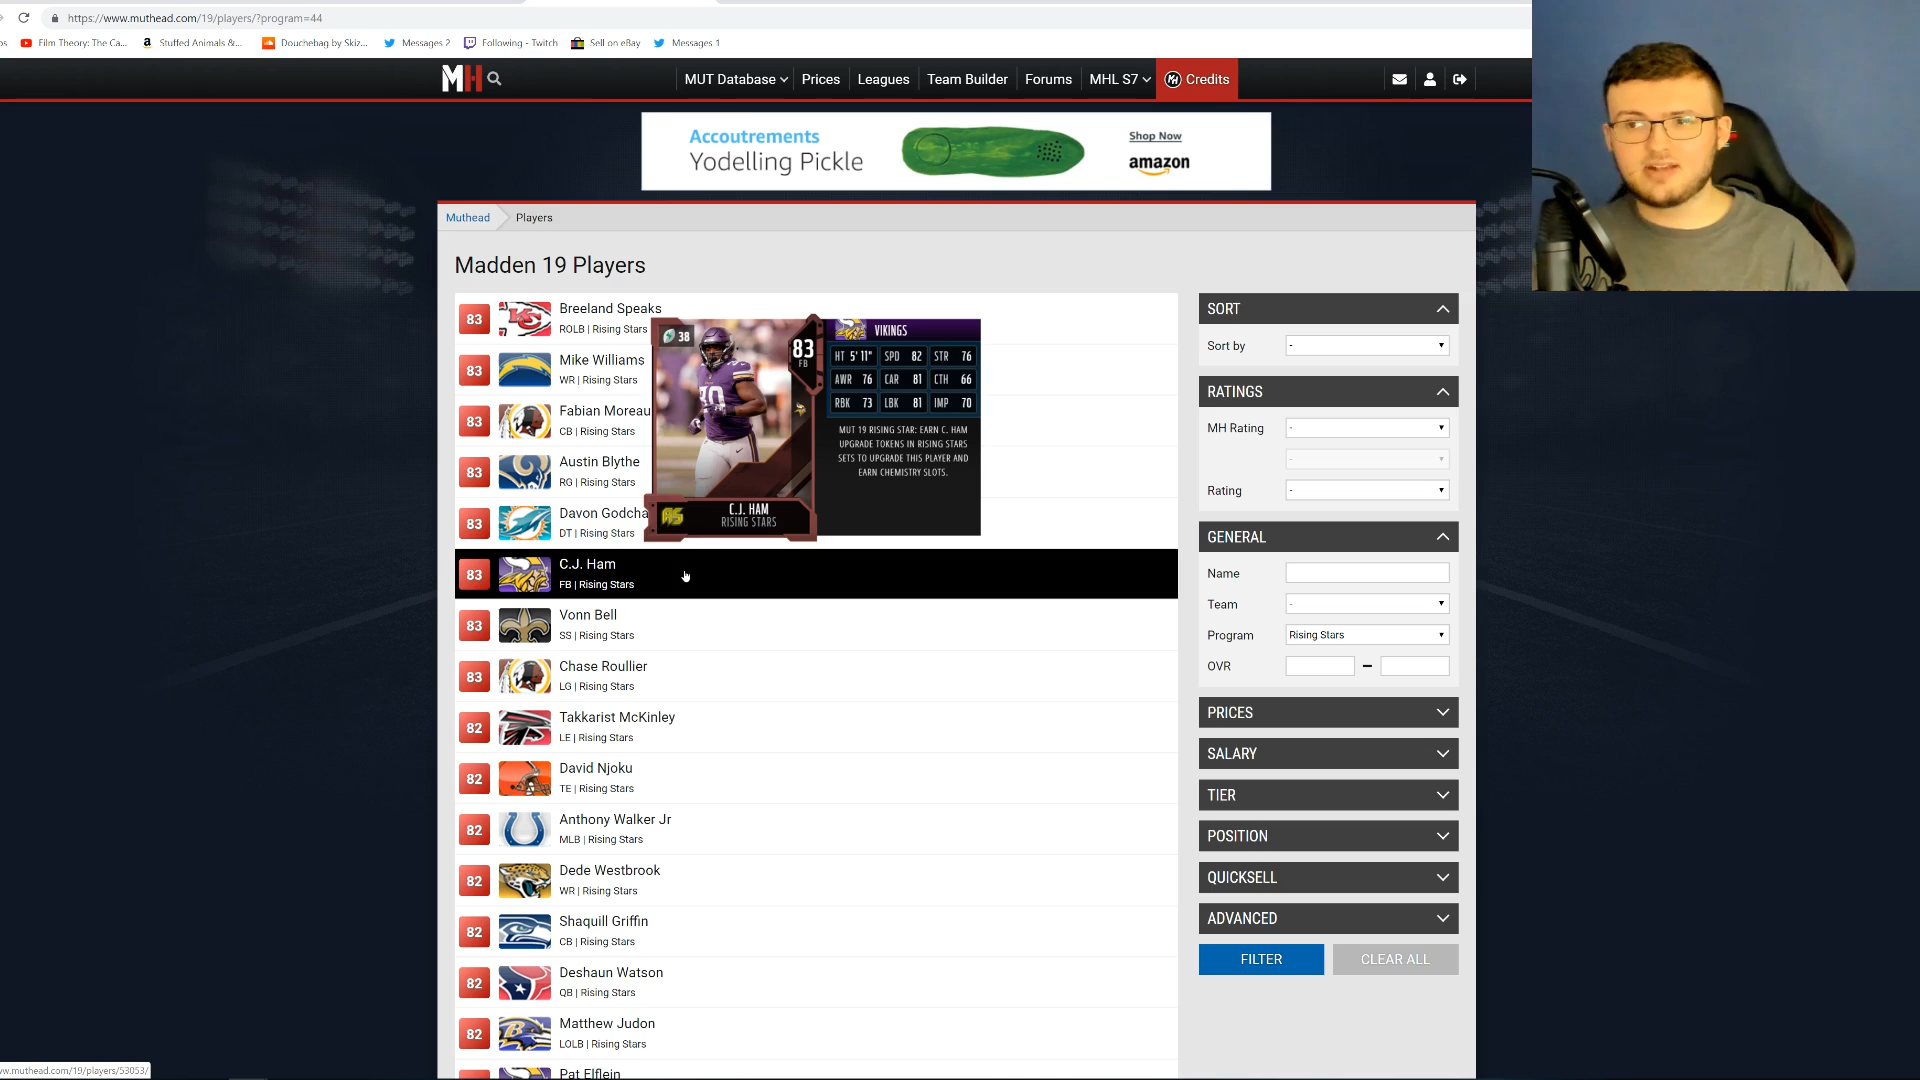 https://www.muthead.com/19/players/?program=44
Film Theory: The Ca...
Stuffed Animals &...
Douchebag by Skiz...
Messages 2
Following - Twitch
Sell on eBay
Messages 1
MH
MUT Database
Prices
Leagues
Team Builder
Forums
MHL S7
Credits
Accoutrements
Yodelling Pickle
Shop Now
amazon
Muthead
Players
Madden 19 Players
83
Breeland Speaks
ROLB | Rising Stars
83
Mike Williams
WR | Rising Stars
83
Fabian Moreau
CB | Rising Stars
83
Austin Blythe
RG | Rising Stars
83
Davon Godcha
DT | Rising Stars
38
83
FB
VIKINGS
HT 5' 11" SPD 82 STR 76
AWR 76 CAR 81 CTH 66
RBK 73 LBK 81 IMP 70
MUT 19 RISING STAR: EARN C. HAM
UPGRADE TOKENS IN RISING STARS
SETS TO UPGRADE THIS PLAYER AND
EARN CHEMISTRY SLOTS.
RS
C.J. HAM
RISING STARS
83
C.J. Ham
FB | Rising Stars
83
Vonn Bell
SS | Rising Stars
83
Chase Roullier
LG | Rising Stars
82
Takkarist McKinley
LE | Rising Stars
82
David Njoku
TE | Rising Stars
82
Anthony Walker Jr
MLB | Rising Stars
82
Dede Westbrook
WR | Rising Stars
82
Shaquill Griffin
CB | Rising Stars
82
Deshaun Watson
QB | Rising Stars
82
Matthew Judon
LOLB | Rising Stars
Pat Elflein
SORT
Sort by -
RATINGS
MH Rating -
-
Rating -
GENERAL
Name
Team -
Program Rising Stars
OVR –
PRICES
SALARY
TIER
POSITION
QUICKSELL
ADVANCED
FILTER
CLEAR ALL
ww.muthead.com/19/players/53053/